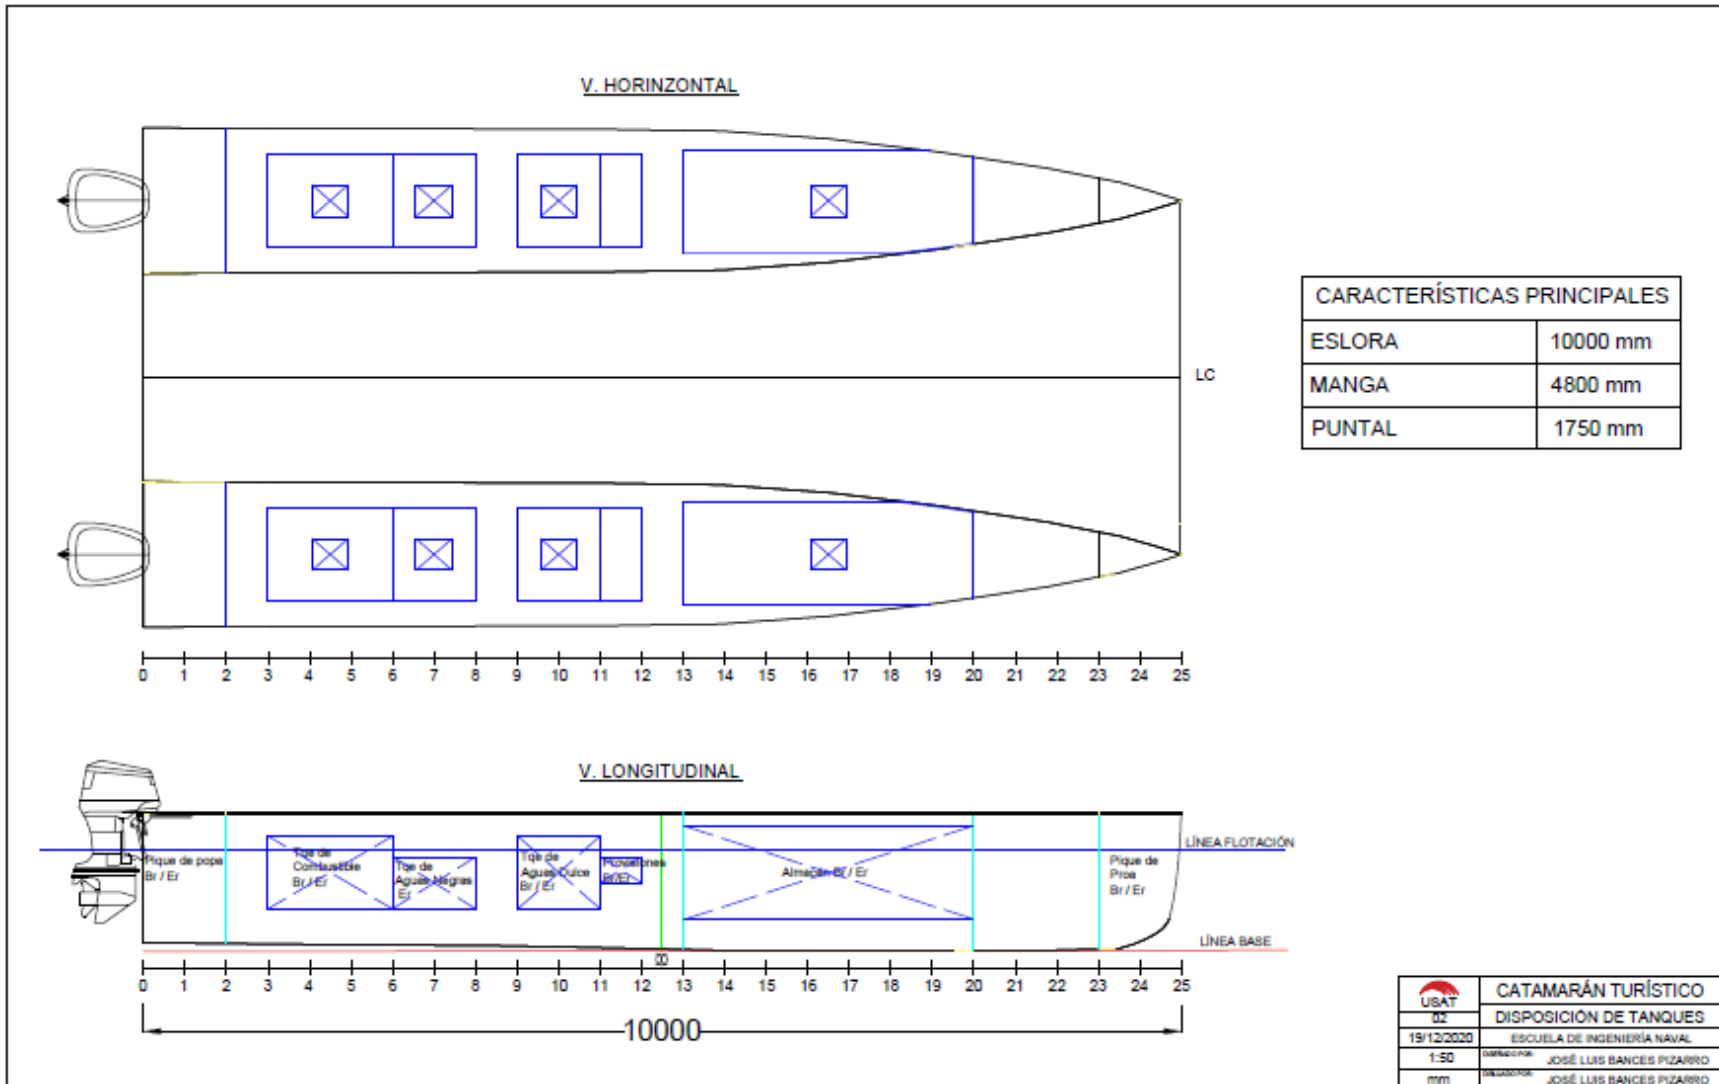 V. HORINZONTAL
LC
CARACTERÍSTICAS PRINCIPALES
ESLORA 10000 mm
MANGA 4800 mm
PUNTAL 1750 mm
0 1 2 3 4 5 6 7 8 9 10 11 12 13 14 15 16 17 18 19 20 21 22 23 24 25
V. LONGITUDINAL
LÍNEA FLOTACIÓN
Pique de popa
Br / Er
Tqe de
Combustible
Br / Er
Tqe de
Aguas Negras
Er
Tqe de
Aguas Dulce
Br / Er
Provisiones
Br/Er
Almacén Br / Er
Pique de
Proa
Br / Er
LÍNEA BASE
0 1 2 3 4 5 6 7 8 9 10 11 12 13 14 15 16 17 18 19 20 21 22 23 24 25
10000
USAT
CATAMARÁN TURÍSTICO
02 DISPOSICIÓN DE TANQUES
19/12/2020 ESCUELA DE INGENIERÍA NAVAL
1:50 JOSÉ LUIS BANCES PIZARRO
mm JOSÉ LUIS BANCES PIZARRO